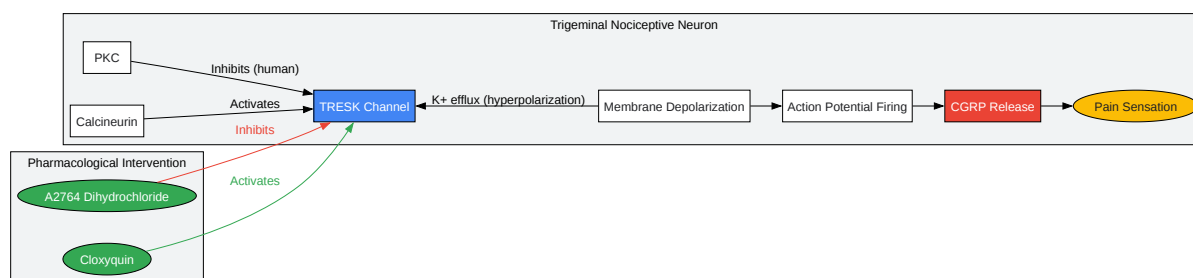 Trigeminal Nociceptive Neuron
PKC
Inhibits (human)
Calcineurin
Activates
TRESK Channel
K+ efflux (hyperpolarization)
Membrane Depolarization
Action Potential Firing
CGRP Release
Pain Sensation
Inhibits
Pharmacological Intervention
A2764 Dihydrochloride
Activates
Cloxyquin